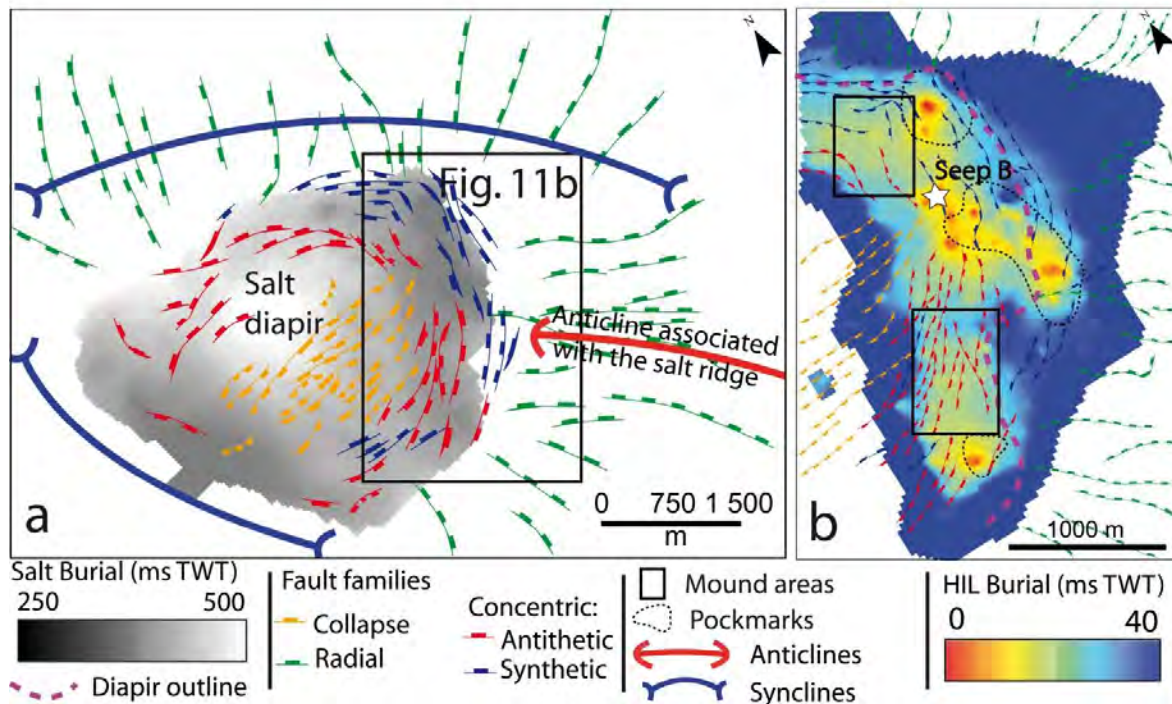 N
Fig. 11b
Salt
diapir
Anticline associated
with the salt ridge
0 750 1 500
m
a
N
Seep B
b
1000 m
Salt Burial (ms TWT)
250 500
Diapir outline
Fault families
Collapse
Radial
Concentric:
Antithetic
Synthetic
Mound areas
Pockmarks
Anticlines
Synclines
HIL Burial (ms TWT)
0 40